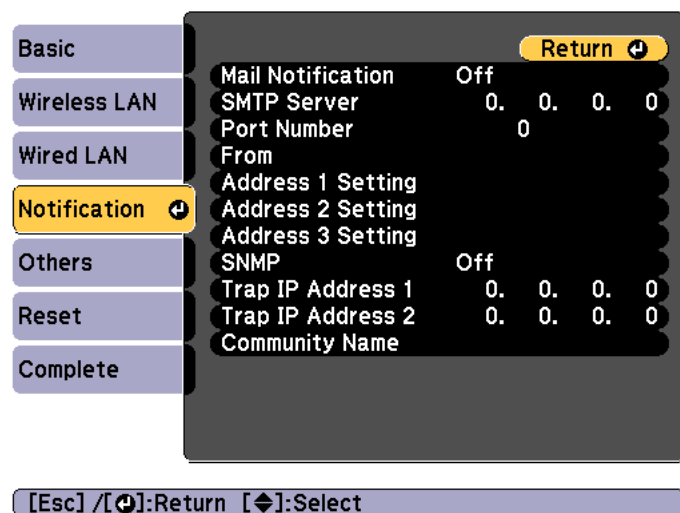 Basic
Wireless LAN
Wired LAN
Notification
Others
Reset
Complete
Return
Mail Notification Off
SMTP Server 0. 0. 0. 0
Port Number 0
From
Address 1 Setting
Address 2 Setting
Address 3 Setting
SNMP Off
Trap IP Address 1 0. 0. 0. 0
Trap IP Address 2 0. 0. 0. 0
Community Name
[Esc] /[⏎]:Return [◆]:Select